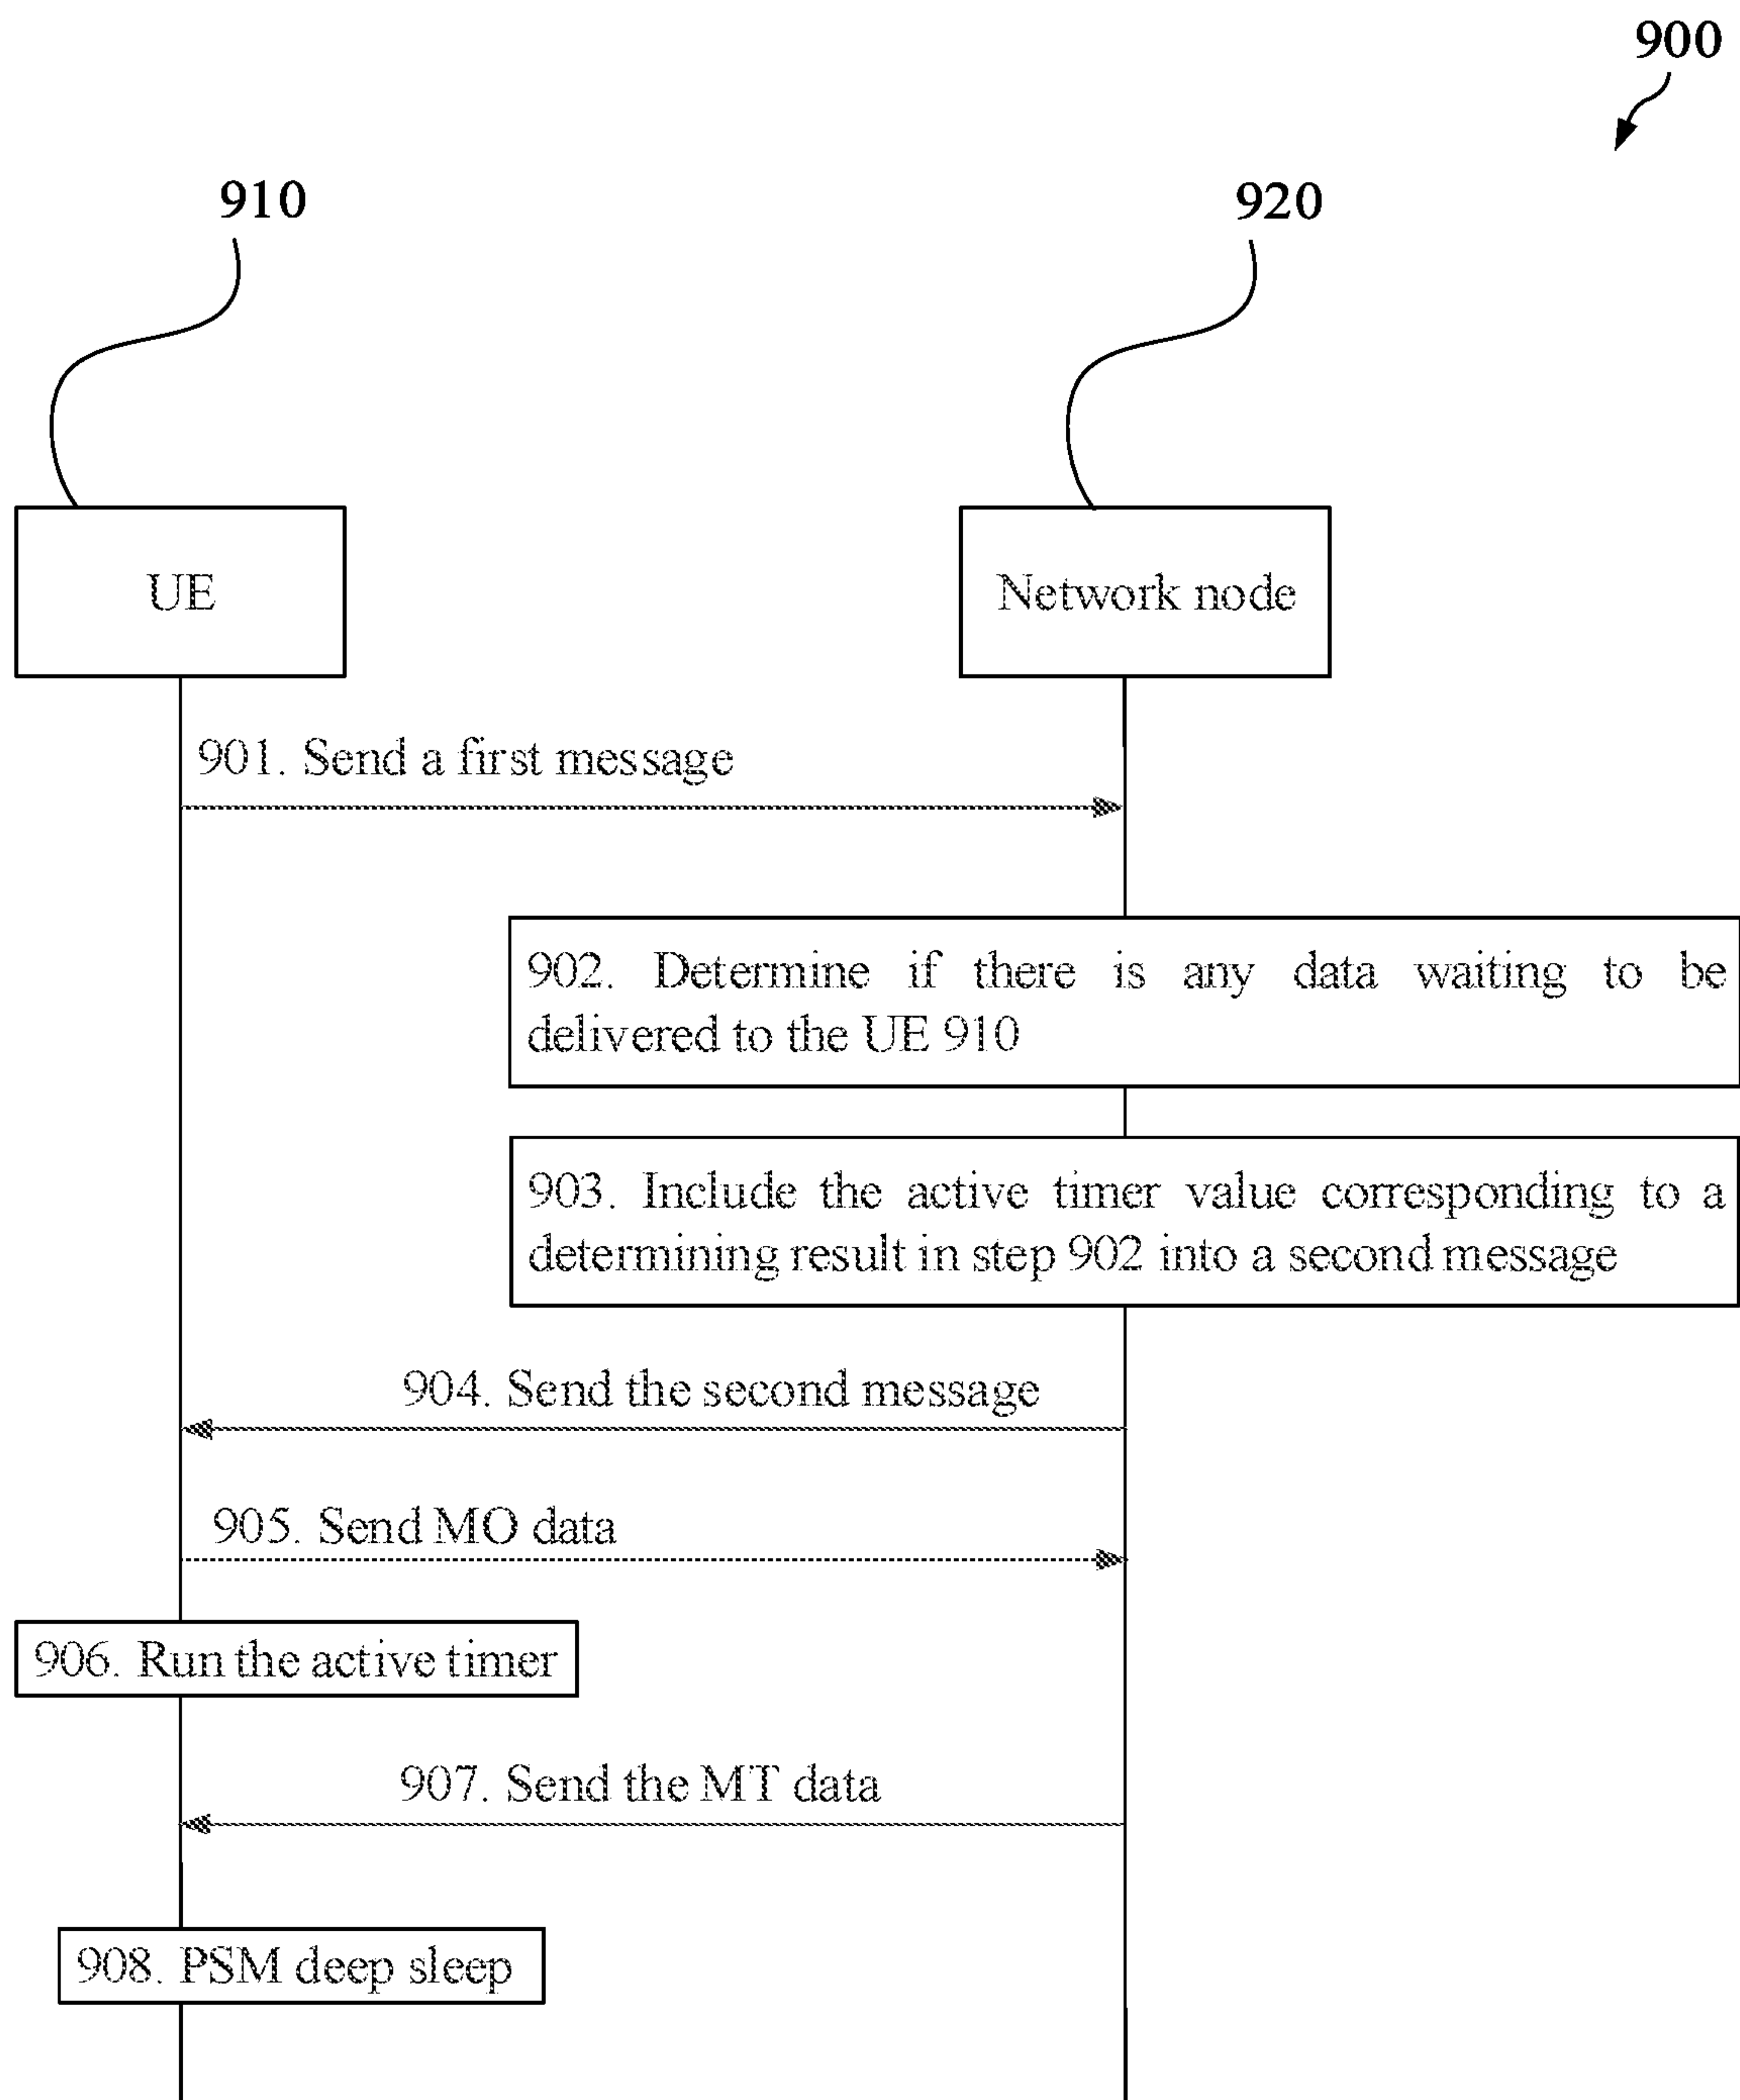 900
910
920
UE
Network node
901. Send a first message
902. Determine if there is any data waiting to be
delivered to the UE 910
903. Include the active timer value corresponding to a
determining result in step 902 into a second message
904. Send the second message
905. Send MO data
906. Run the active timer
907. Send the MT data
908. PSM deep sleep